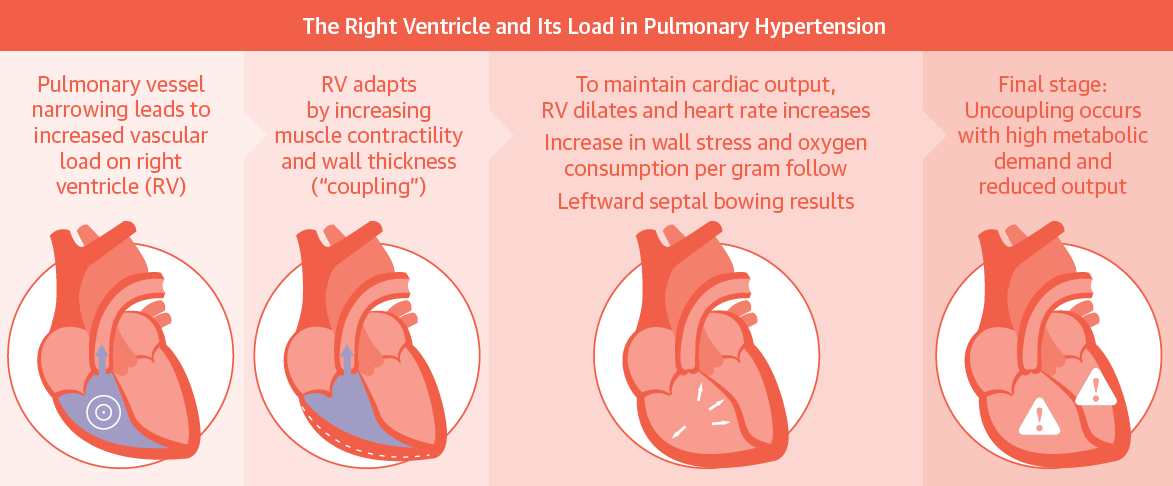 The Right Ventricle and Its Load in Pulmonary Hypertension
Pulmonary vessel
narrowing leads to
increased vascular
load on right
ventricle (RV)
RV adapts
by increasing
muscle contractility
and wall thickness
("coupling")
To maintain cardiac output,
RV dilates and heart rate increases
Increase in wall stress and oxygen
consumption per gram follow
Leftward septal bowing results
Final stage:
Uncoupling occurs
with high metabolic
demand and
reduced output